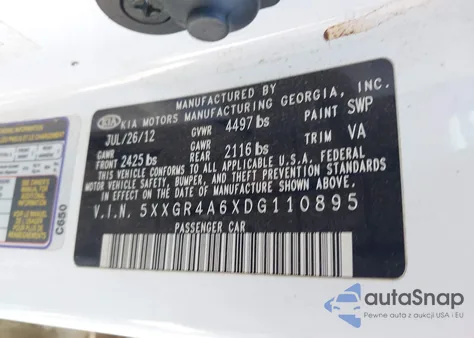 MANUFACTURED BY
KIA KIA MOTORS MANUFACTURING GEORGIA, INC.
JUL/26/12 GVWR 4497 lbs PAINT SWP
GAWR FRONT 2425 lbs GAWR REAR 2116 lbs TRIM VA
THIS VEHICLE CONFORMS TO ALL APPLICABLE U.S.A. FEDERAL
MOTOR VEHICLE SAFETY, BUMPER, AND THEFT PREVENTION STANDARDS
IN EFFECT ON THE DATE OF MANUFACTURE SHOWN ABOVE.
V.I.N. 5XXGR4A6XDG110895
PASSENGER CAR
C650
autoSnap
Pewne auta z aukcji USA i EU